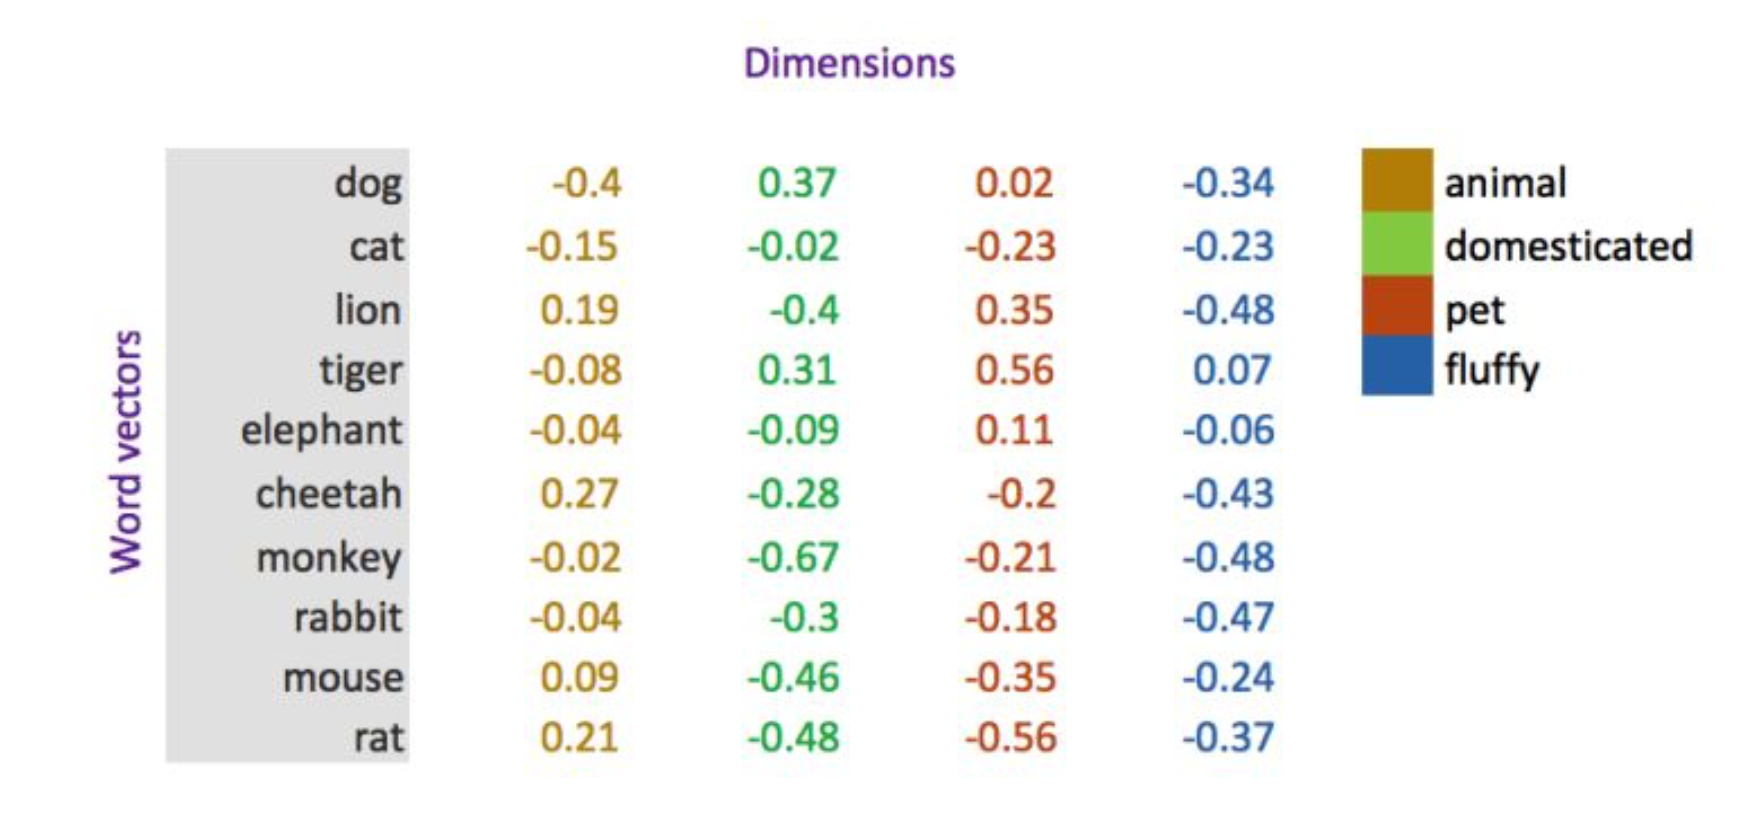 Dimensions
Word vectors
dog -0.4 0.37 0.02 -0.34 animal
cat -0.15 -0.02 -0.23 -0.23 domesticated
lion 0.19 -0.4 0.35 -0.48 pet
tiger -0.08 0.31 0.56 0.07 fluffy
elephant -0.04 -0.09 0.11 -0.06
cheetah 0.27 -0.28 -0.2 -0.43
monkey -0.02 -0.67 -0.21 -0.48
rabbit -0.04 -0.3 -0.18 -0.47
mouse 0.09 -0.46 -0.35 -0.24
rat 0.21 -0.48 -0.56 -0.37